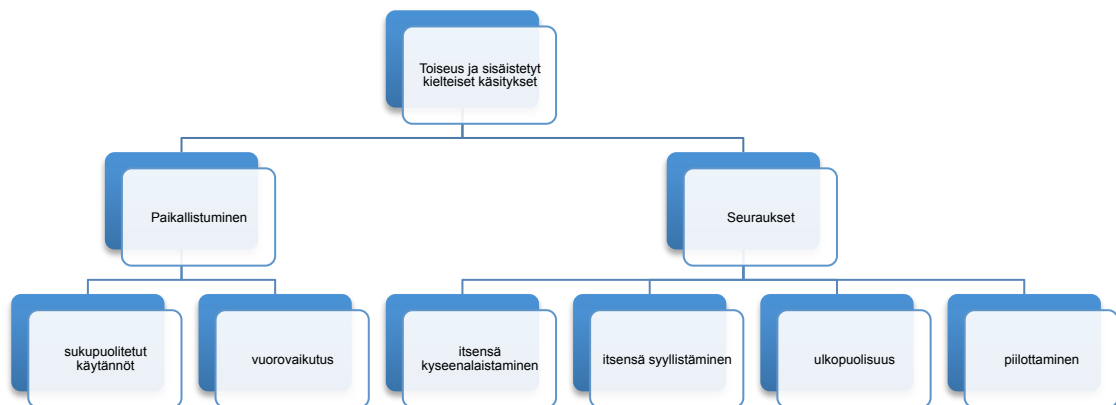 Toiseus ja sisäistetyt
kielteiset käsitykset
Paikallistuminen
Seuraukset
sukupuolitetut
käytännöt
vuorovaikutus
itsensä
kyseenalaistaminen
itsensä syyllistäminen
ulkopuolisuus
piilottaminen